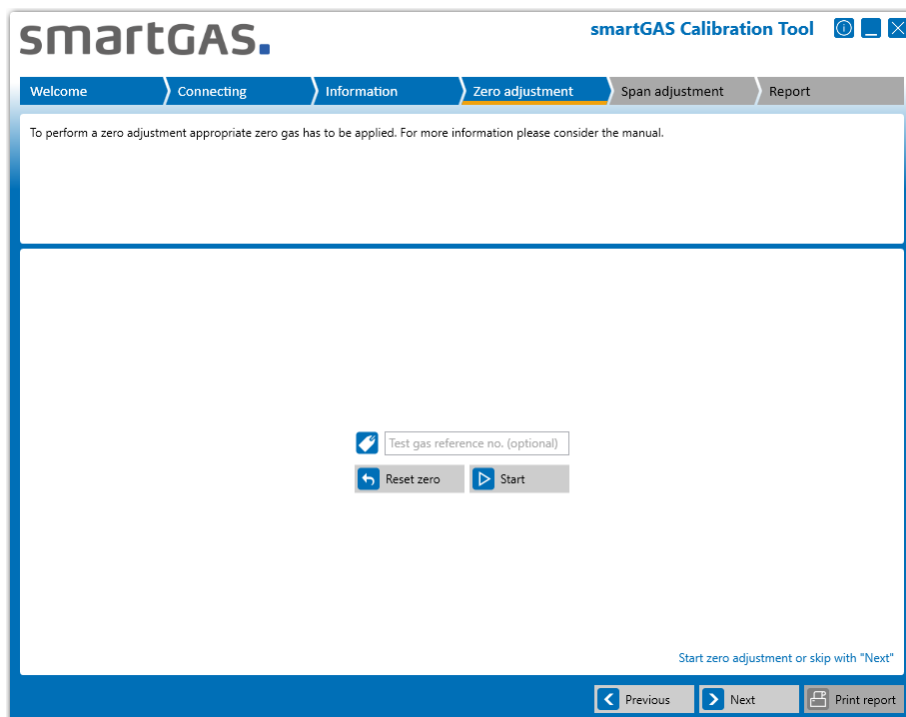 smartGAS.
smartGAS Calibration Tool
Welcome
Connecting
Information
Zero adjustment
Span adjustment
Report
To perform a zero adjustment appropriate zero gas has to be applied. For more information please consider the manual.
Test gas reference no. (optional)
Reset zero
Start
Start zero adjustment or skip with "Next"
Previous
Next
Print report